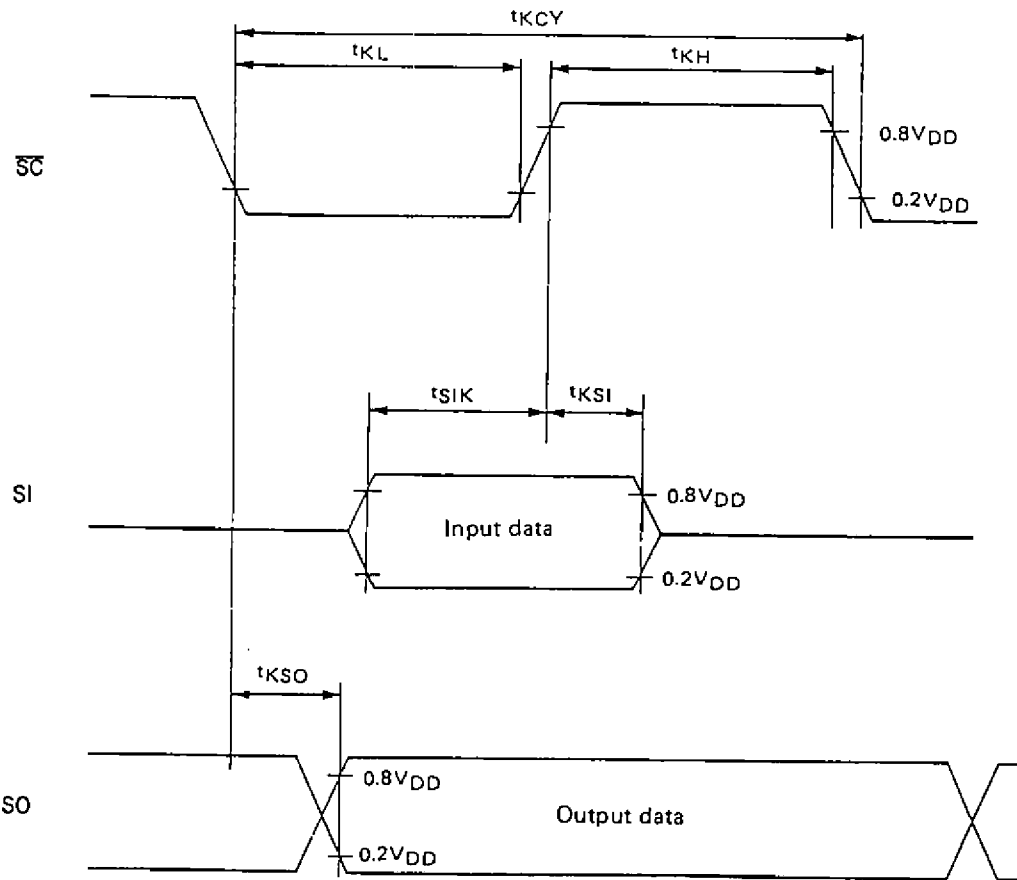 tKCY
tKL
tKH
SC
0.8VDD
0.2VDD
tSIK
tKSI
SI
Input data
0.8VDD
0.2VDD
tKSO
SO
0.8VDD
Output data
0.2VDD